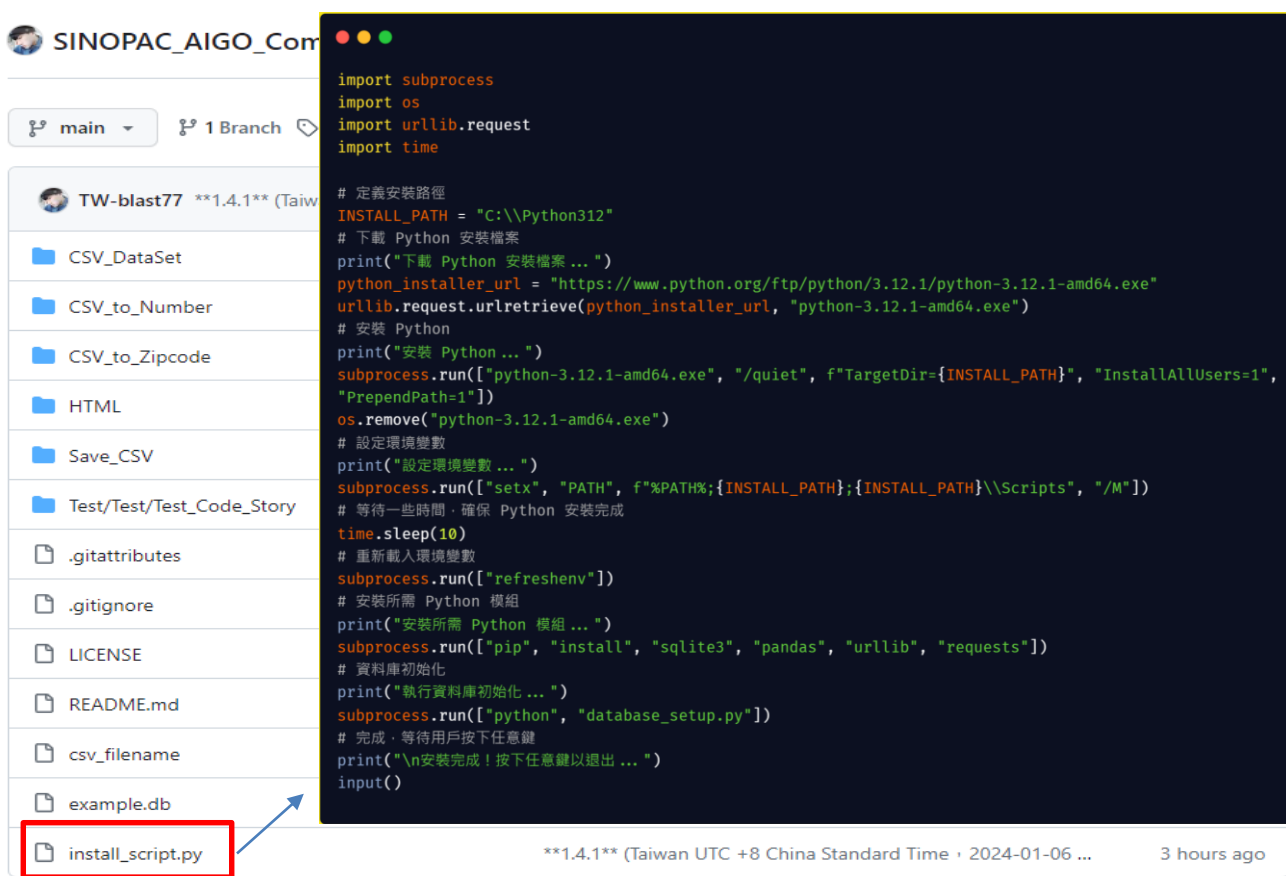 SINOPAC_AIGO_Com
main
1 Branch
TW-blast77 **1.4.1** (Taiw
CSV_DataSet
CSV_to_Number
CSV_to_Zipcode
HTML
Save_CSV
Test/Test/Test_Code_Story
.gitattributes
.gitignore
LICENSE
README.md
csv_filename
example.db
install_script.py
**1.4.1** (Taiwan UTC +8 China Standard Time，2024-01-06 ...
3 hours ago
import subprocess
import os
import urllib.request
import time
# 定義安裝路徑
INSTALL_PATH = "C:\\Python312"
# 下載 Python 安裝檔案
print("下載 Python 安裝檔案...")
python_installer_url = "https://www.python.org/ftp/python/3.12.1/python-3.12.1-amd64.exe"
urllib.request.urlretrieve(python_installer_url, "python-3.12.1-amd64.exe")
# 安裝 Python
print("安裝 Python...")
subprocess.run(["python-3.12.1-amd64.exe", "/quiet", f"TargetDir={INSTALL_PATH}", "InstallAllUsers=1",
"PrependPath=1"])
os.remove("python-3.12.1-amd64.exe")
# 設定環境變數
print("設定環境變數...")
subprocess.run(["setx", "PATH", f"%PATH%;{INSTALL_PATH};{INSTALL_PATH}\\Scripts", "/M"])
# 等待一些時間，確保 Python 安裝完成
time.sleep(10)
# 重新載入環境變數
subprocess.run(["refreshenv"])
# 安裝所需 Python 模組
print("安裝所需 Python 模組...")
subprocess.run(["pip", "install", "sqlite3", "pandas", "urllib", "requests"])
# 資料庫初始化
print("執行資料庫初始化...")
subprocess.run(["python", "database_setup.py"])
# 完成，等待用戶按下任意鍵
print("\n安裝完成！按下任意鍵以退出...")
input()